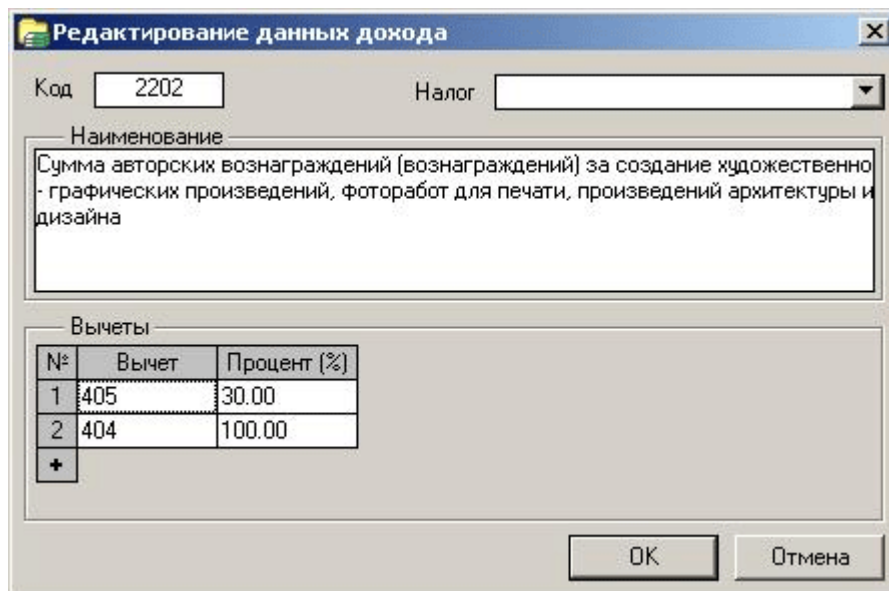 Редактирование данных дохода
Код 2202 Налог
Наименование
Сумма авторских вознаграждений (вознаграждений) за создание художественно
- графических произведений, фоторабот для печати, произведений архитектуры и
дизайна
Вычеты
№ Вычет Процент (%)
1 405 30.00
2 404 100.00
+
OK Отмена